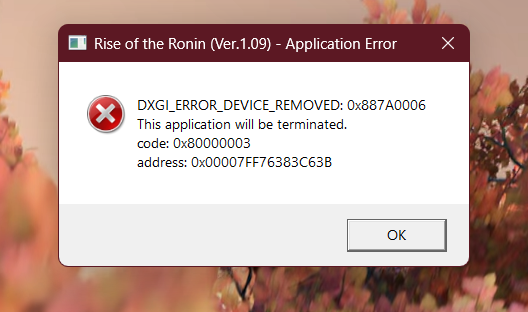 Rise of the Ronin (Ver.1.09) - Application Error
DXGI_ERROR_DEVICE_REMOVED: 0x887A0006
This application will be terminated.
code: 0x80000003
address: 0x00007FF76383C63B
OK